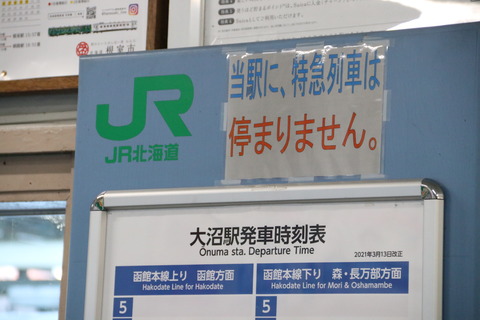 根室市
JR
JR北海道
当駅に、特急列車は
停まりません。
大沼駅発車時刻表
Ōnuma sta. Departure Time
2021年3月13日改正
函館本線上り 函館方面
Hakodate Line for Hakodate
函館本線下り 森・長万部方面
Hakodate Line for Mori & Oshamambe
5
5